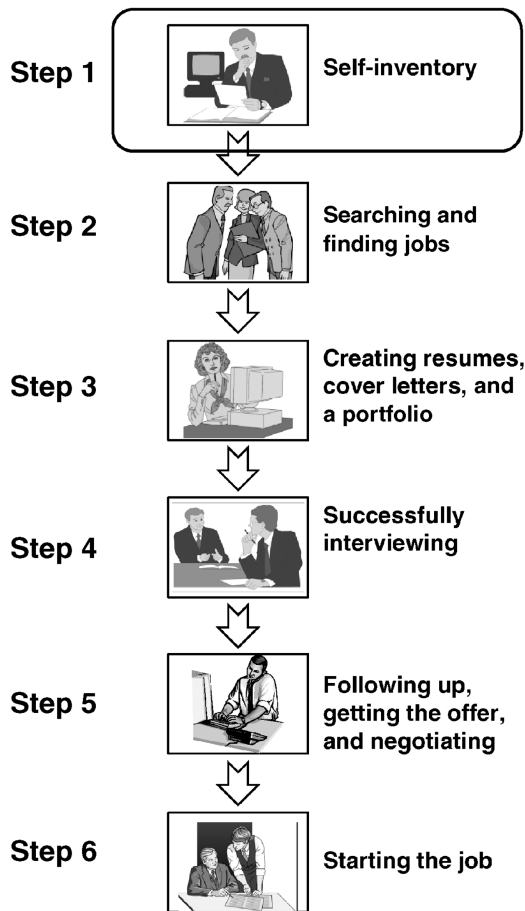 Step 1
Self-inventory
Step 2
Searching and
finding jobs
Step 3
Creating resumes,
cover letters, and
a portfolio
Step 4
Successfully
interviewing
Step 5
Following up,
getting the offer,
and negotiating
Step 6
Starting the job